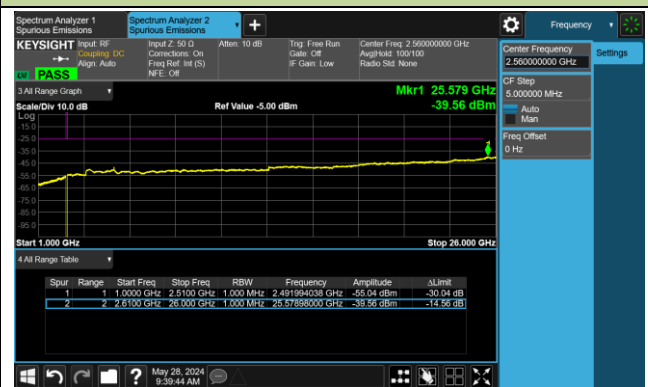 Spectrum Analyzer 1
Spurious Emissions
Spectrum Analyzer 2
Spurious Emissions
Frequency
KEYSIGHT
Input: RF
Coupling: DC
Align: Auto
Input Z: 50 Ω
Corrections: On
Freq Ref: Int (S)
NFE: Off
Atten: 10 dB
Trig: Free Run
Gate: Off
IF Gain: Low
Center Freq: 2.560000000 GHz
Avg|Hold: 100/100
Radio Std: None
PASS
Center Frequency
2.560000000 GHz
Settings
CF Step
5.000000 MHz
Auto
Man
Freq Offset
0 Hz
3 All Range Graph
Mkr1 25.579 GHz
Scale/Div 10.0 dB
Ref Value -5.00 dBm
-39.56 dBm
Log
-15.0
-25.0
-35.0
-45.0
-55.0
-65.0
-75.0
-85.0
-95.0
1
Start 1.000 GHz
Stop 26.000 GHz
4 All Range Table
Spur Range Start Freq Stop Freq RBW Frequency Amplitude ΔLimit
1 1 1.0000 GHz 2.5100 GHz 1.000 MHz 2.491994038 GHz -55.04 dBm -30.04 dB
2 2 2.6100 GHz 26.000 GHz 1.000 MHz 25.57898000 GHz -39.56 dBm -14.56 dB
?
May 28, 2024
9:39:44 AM